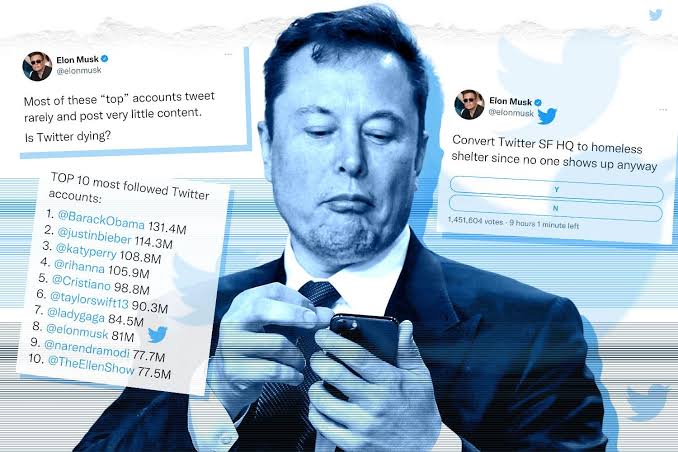 Elon Musk
@elonmusk
Most of these “top” accounts tweet
rarely and post very little content.
Is Twitter dying?
TOP 10 most followed Twitter
accounts:
1. @BarackObama 131.4M
2. @justinbieber 114.3M
3. @katyperry 108.8M
4. @rihanna 105.9M
5. @Cristiano 98.8M
6. @taylorswift13 90.3M
7. @ladygaga 84.5M
8. @elonmusk 81M
9. @narendramodi 77.7M
10. @TheEllenShow 77.5M
Elon Musk
@elonmusk
Convert Twitter SF HQ to homeless
shelter since no one shows up anyway
Y
N
1,451,604 votes · 9 hours 1 minute left